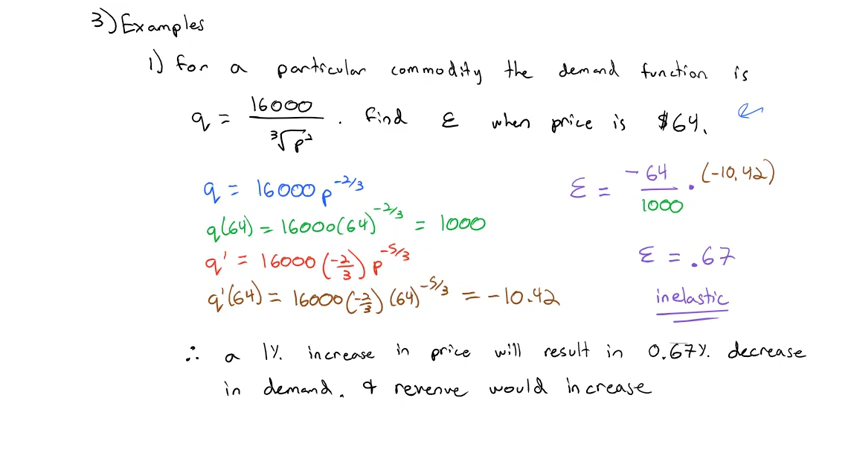 3) Examples
1) For a particular commodity the demand function is
q = 16000 / ∛p² . Find ε when price is $64.
q = 16000 p^(-2/3)
q(64) = 16000(64)^(-2/3) = 1000
q' = 16000 (-2/3) p^(-5/3)
q'(64) = 16000 (-2/3) (64)^(-5/3) = -10.42
ε = -64/1000 · (-10.42)
ε = .67
inelastic
∴ a 1% increase in price will result in 0.67% decrease
in demand. & revenue would increase